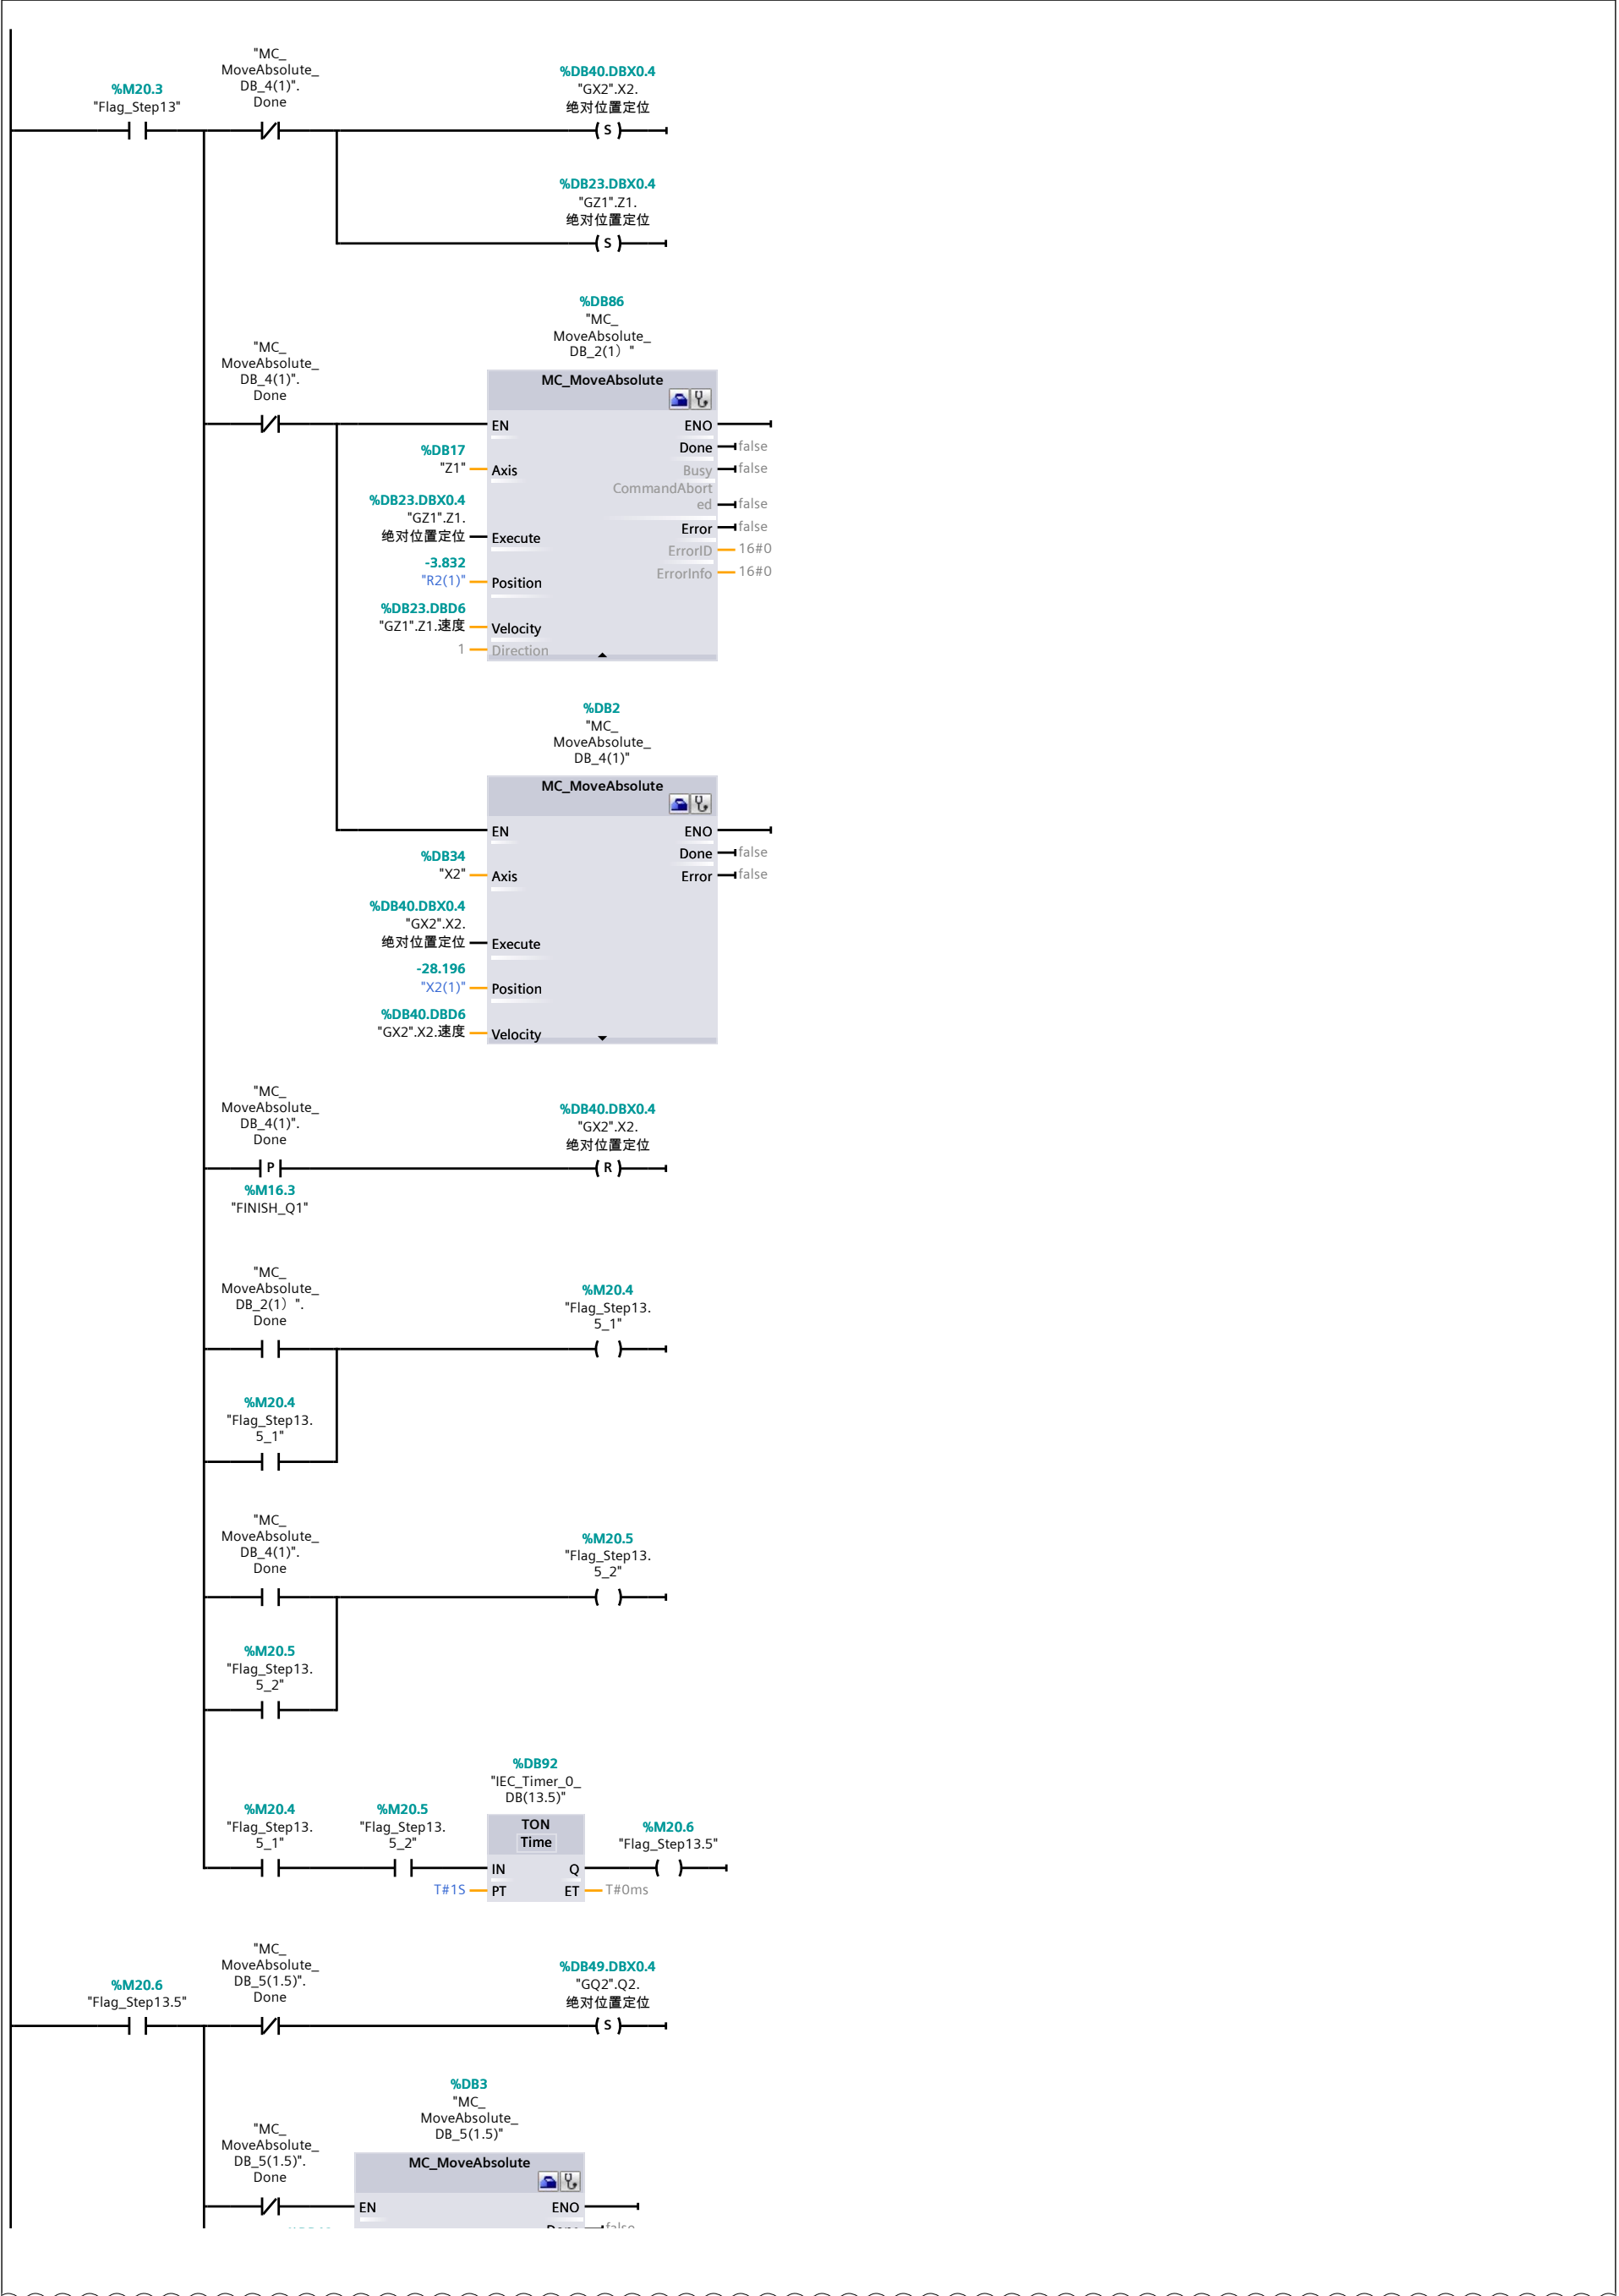 %M20.3
"Flag_Step13"
"MC_
MoveAbsolute_
DB_4(1)".
Done
%DB40.DBX0.4
"GX2".X2.
绝对位置定位
S
%DB23.DBX0.4
"GZ1".Z1.
绝对位置定位
S
"MC_
MoveAbsolute_
DB_4(1)".
Done
%DB86
"MC_
MoveAbsolute_
DB_2(1）"
MC_MoveAbsolute
EN
ENO
Done
false
%DB17
"Z1"
Axis
Busy
false
CommandAbort
ed
false
%DB23.DBX0.4
"GZ1".Z1.
绝对位置定位
Execute
Error
false
ErrorID
16#0
ErrorInfo
16#0
-3.832
"R2(1)"
Position
%DB23.DBD6
"GZ1".Z1.速度
Velocity
1
Direction
%DB2
"MC_
MoveAbsolute_
DB_4(1)"
MC_MoveAbsolute
EN
ENO
Done
false
%DB34
"X2"
Axis
Error
false
%DB40.DBX0.4
"GX2".X2.
绝对位置定位
Execute
-28.196
"X2(1)"
Position
%DB40.DBD6
"GX2".X2.速度
Velocity
"MC_
MoveAbsolute_
DB_4(1)".
Done
P
%M16.3
"FINISH_Q1"
%DB40.DBX0.4
"GX2".X2.
绝对位置定位
R
"MC_
MoveAbsolute_
DB_2(1）".
Done
%M20.4
"Flag_Step13.
5_1"
%M20.4
"Flag_Step13.
5_1"
"MC_
MoveAbsolute_
DB_4(1)".
Done
%M20.5
"Flag_Step13.
5_2"
%M20.5
"Flag_Step13.
5_2"
%M20.4
"Flag_Step13.
5_1"
%M20.5
"Flag_Step13.
5_2"
%DB92
"IEC_Timer_0_
DB(13.5)"
TON
Time
IN
Q
T#1S
PT
ET
T#0ms
%M20.6
"Flag_Step13.5"
%M20.6
"Flag_Step13.5"
"MC_
MoveAbsolute_
DB_5(1.5)".
Done
%DB49.DBX0.4
"GQ2".Q2.
绝对位置定位
S
"MC_
MoveAbsolute_
DB_5(1.5)".
Done
%DB3
"MC_
MoveAbsolute_
DB_5(1.5)"
MC_MoveAbsolute
EN
ENO
Done
false